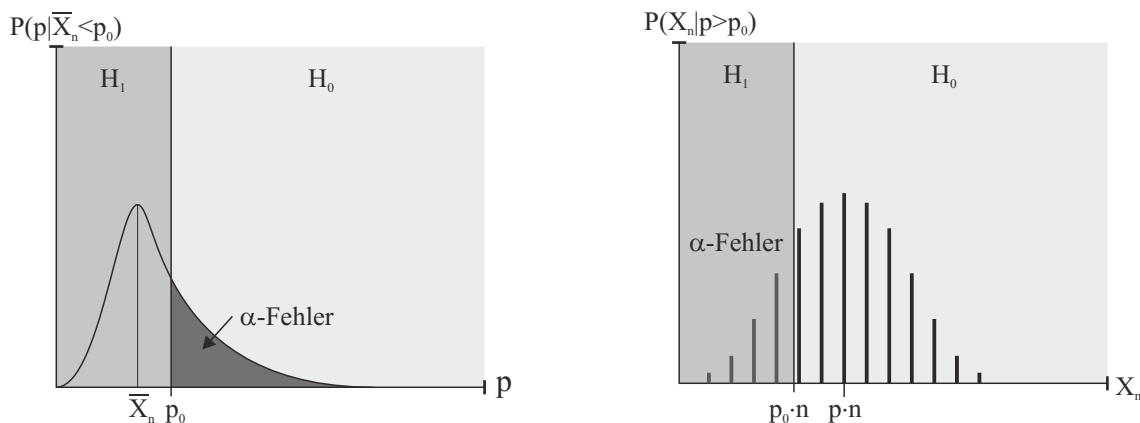 P(p|X̅ₙ<p₀)
H₁
H₀
α-Fehler
X̅ₙ
p₀
p
P(Xₙ|p>p₀)
H₁
H₀
α-Fehler
p₀·n
p·n
Xₙ